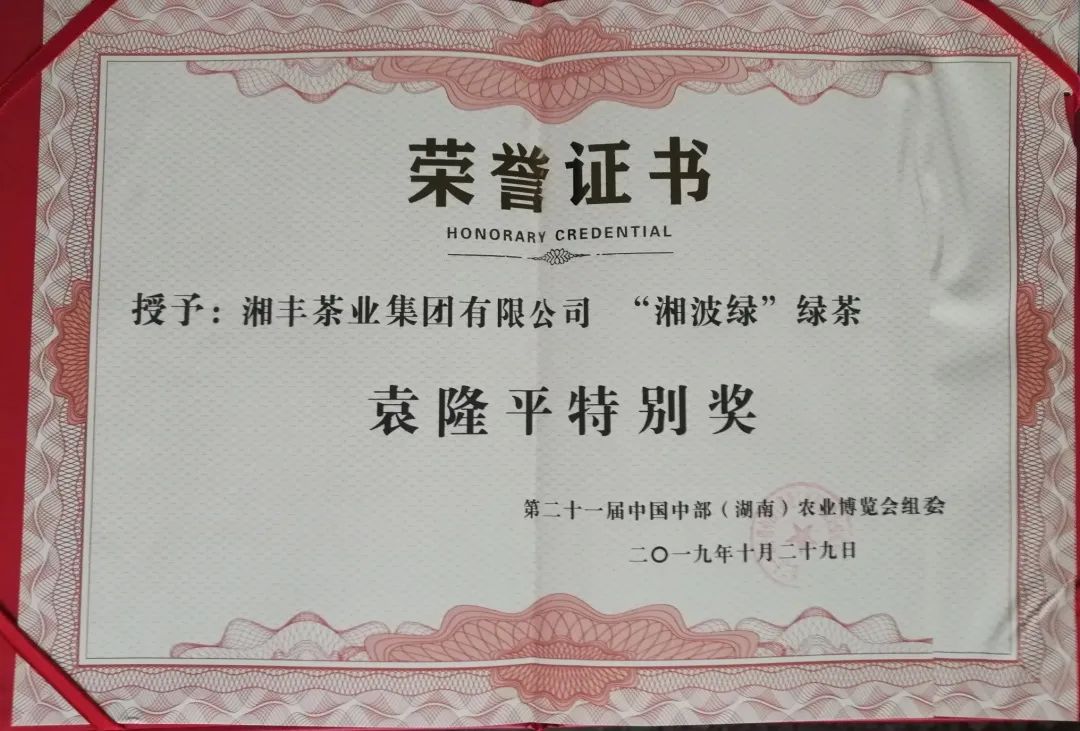 荣誉证书
HONORARY CREDENTIAL
授予：湘丰茶业集团有限公司 “湘波绿”绿茶
袁隆平特别奖
第二十一届中国中部（湖南）农业博览会组委会
二〇一九年十月二十九日